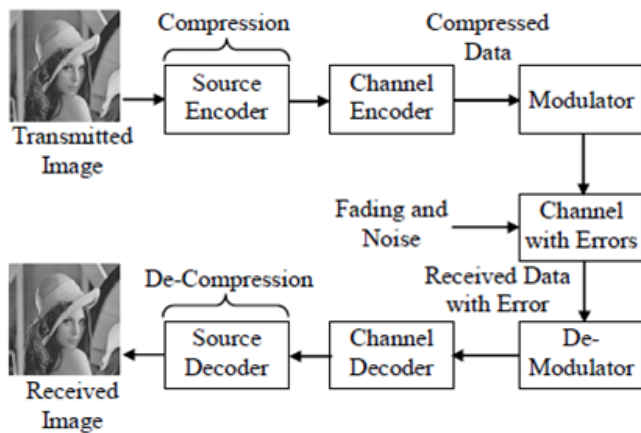 Compression
Compressed
Data
Source
Encoder
Channel
Encoder
Modulator
Transmitted
Image
Fading and
Noise
Channel
with Errors
De-Compression
Received Data
with Error
Source
Decoder
Channel
Decoder
De-
Modulator
Received
Image